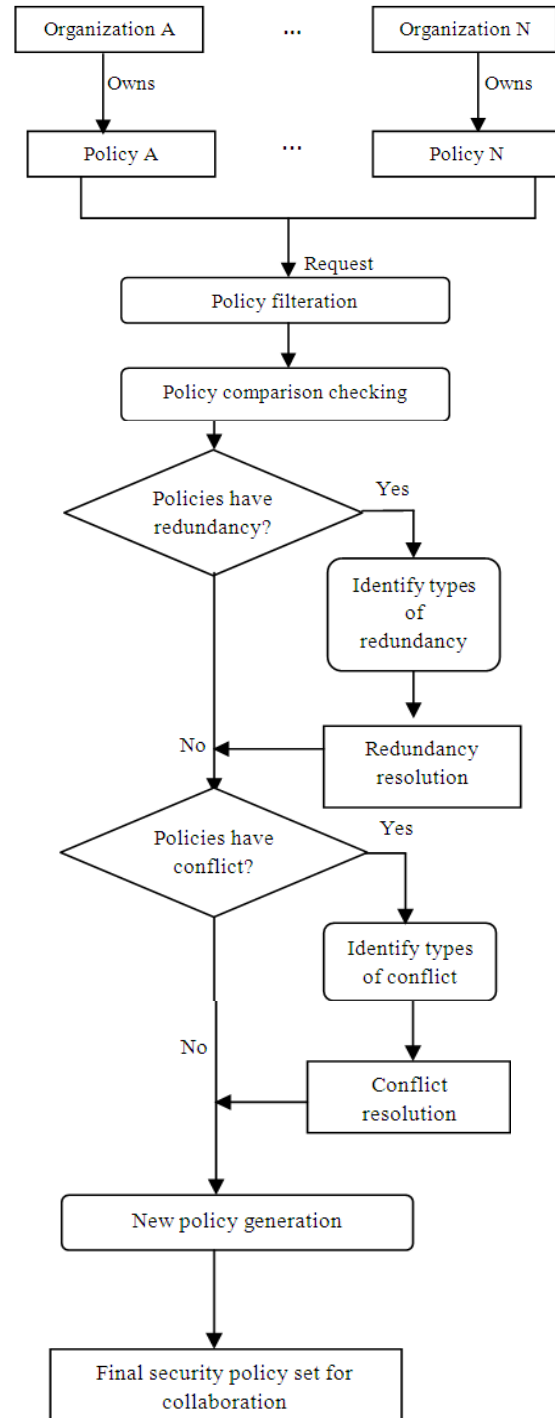 Organization A
...
Organization N
Owns
Owns
Policy A
...
Policy N
Request
Policy filteration
Policy comparison checking
Policies have
redundancy?
Yes
Identify types
of
redundancy
No
Redundancy
resolution
Policies have
conflict?
Yes
Identify types
of conflict
No
Conflict
resolution
New policy generation
Final security policy set for
collaboration